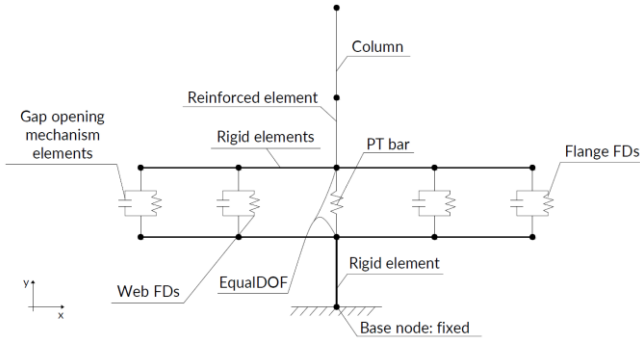 Column
Reinforced element
Gap opening
mechanism
elements
Rigid elements
PT bar
Flange FDs
Web FDs
EqualDOF
Rigid element
y
x
Base node: fixed